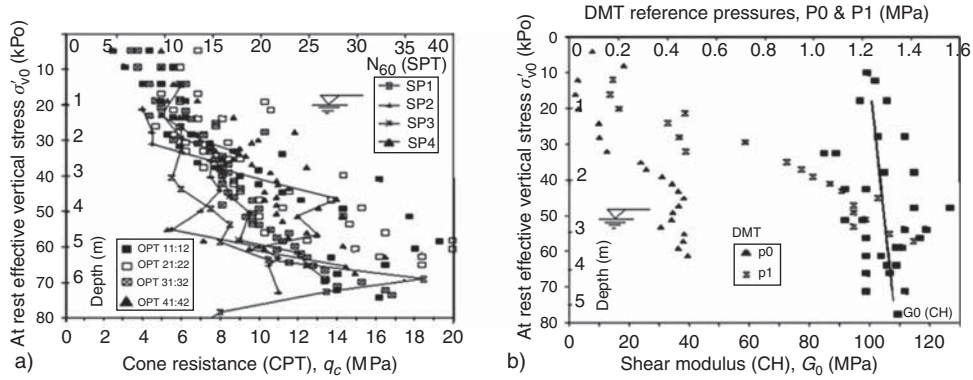 0 5 10 15 20 25 30 35 40
N60 (SPT)
SP1
SP2
SP3
SP4
At rest effective vertical stress σ′v0 (kPo)
0
10
20
30
40
50
60
70
80
1
2
3
4
5
6
Depth (m)
OPT 11:12
OPT 21:22
OPT 31:32
OPT 41:42
0 2 4 6 8 10 12 14 16 18 20
a) Cone resistance (CPT), qc (MPa)
DMT reference pressures, P0 & P1 (MPa)
0 0.2 0.4 0.6 0.8 1 1.2 1.4 1.6
At rest effective vertical stress σ′v0 (kPo)
0
10
20
30
40
50
60
70
80
1
2
3
4
5
Depth (m)
DMT
p0
p1
G0 (CH)
0 20 40 60 80 100 120
b) Shear modulus (CH), G0 (MPa)